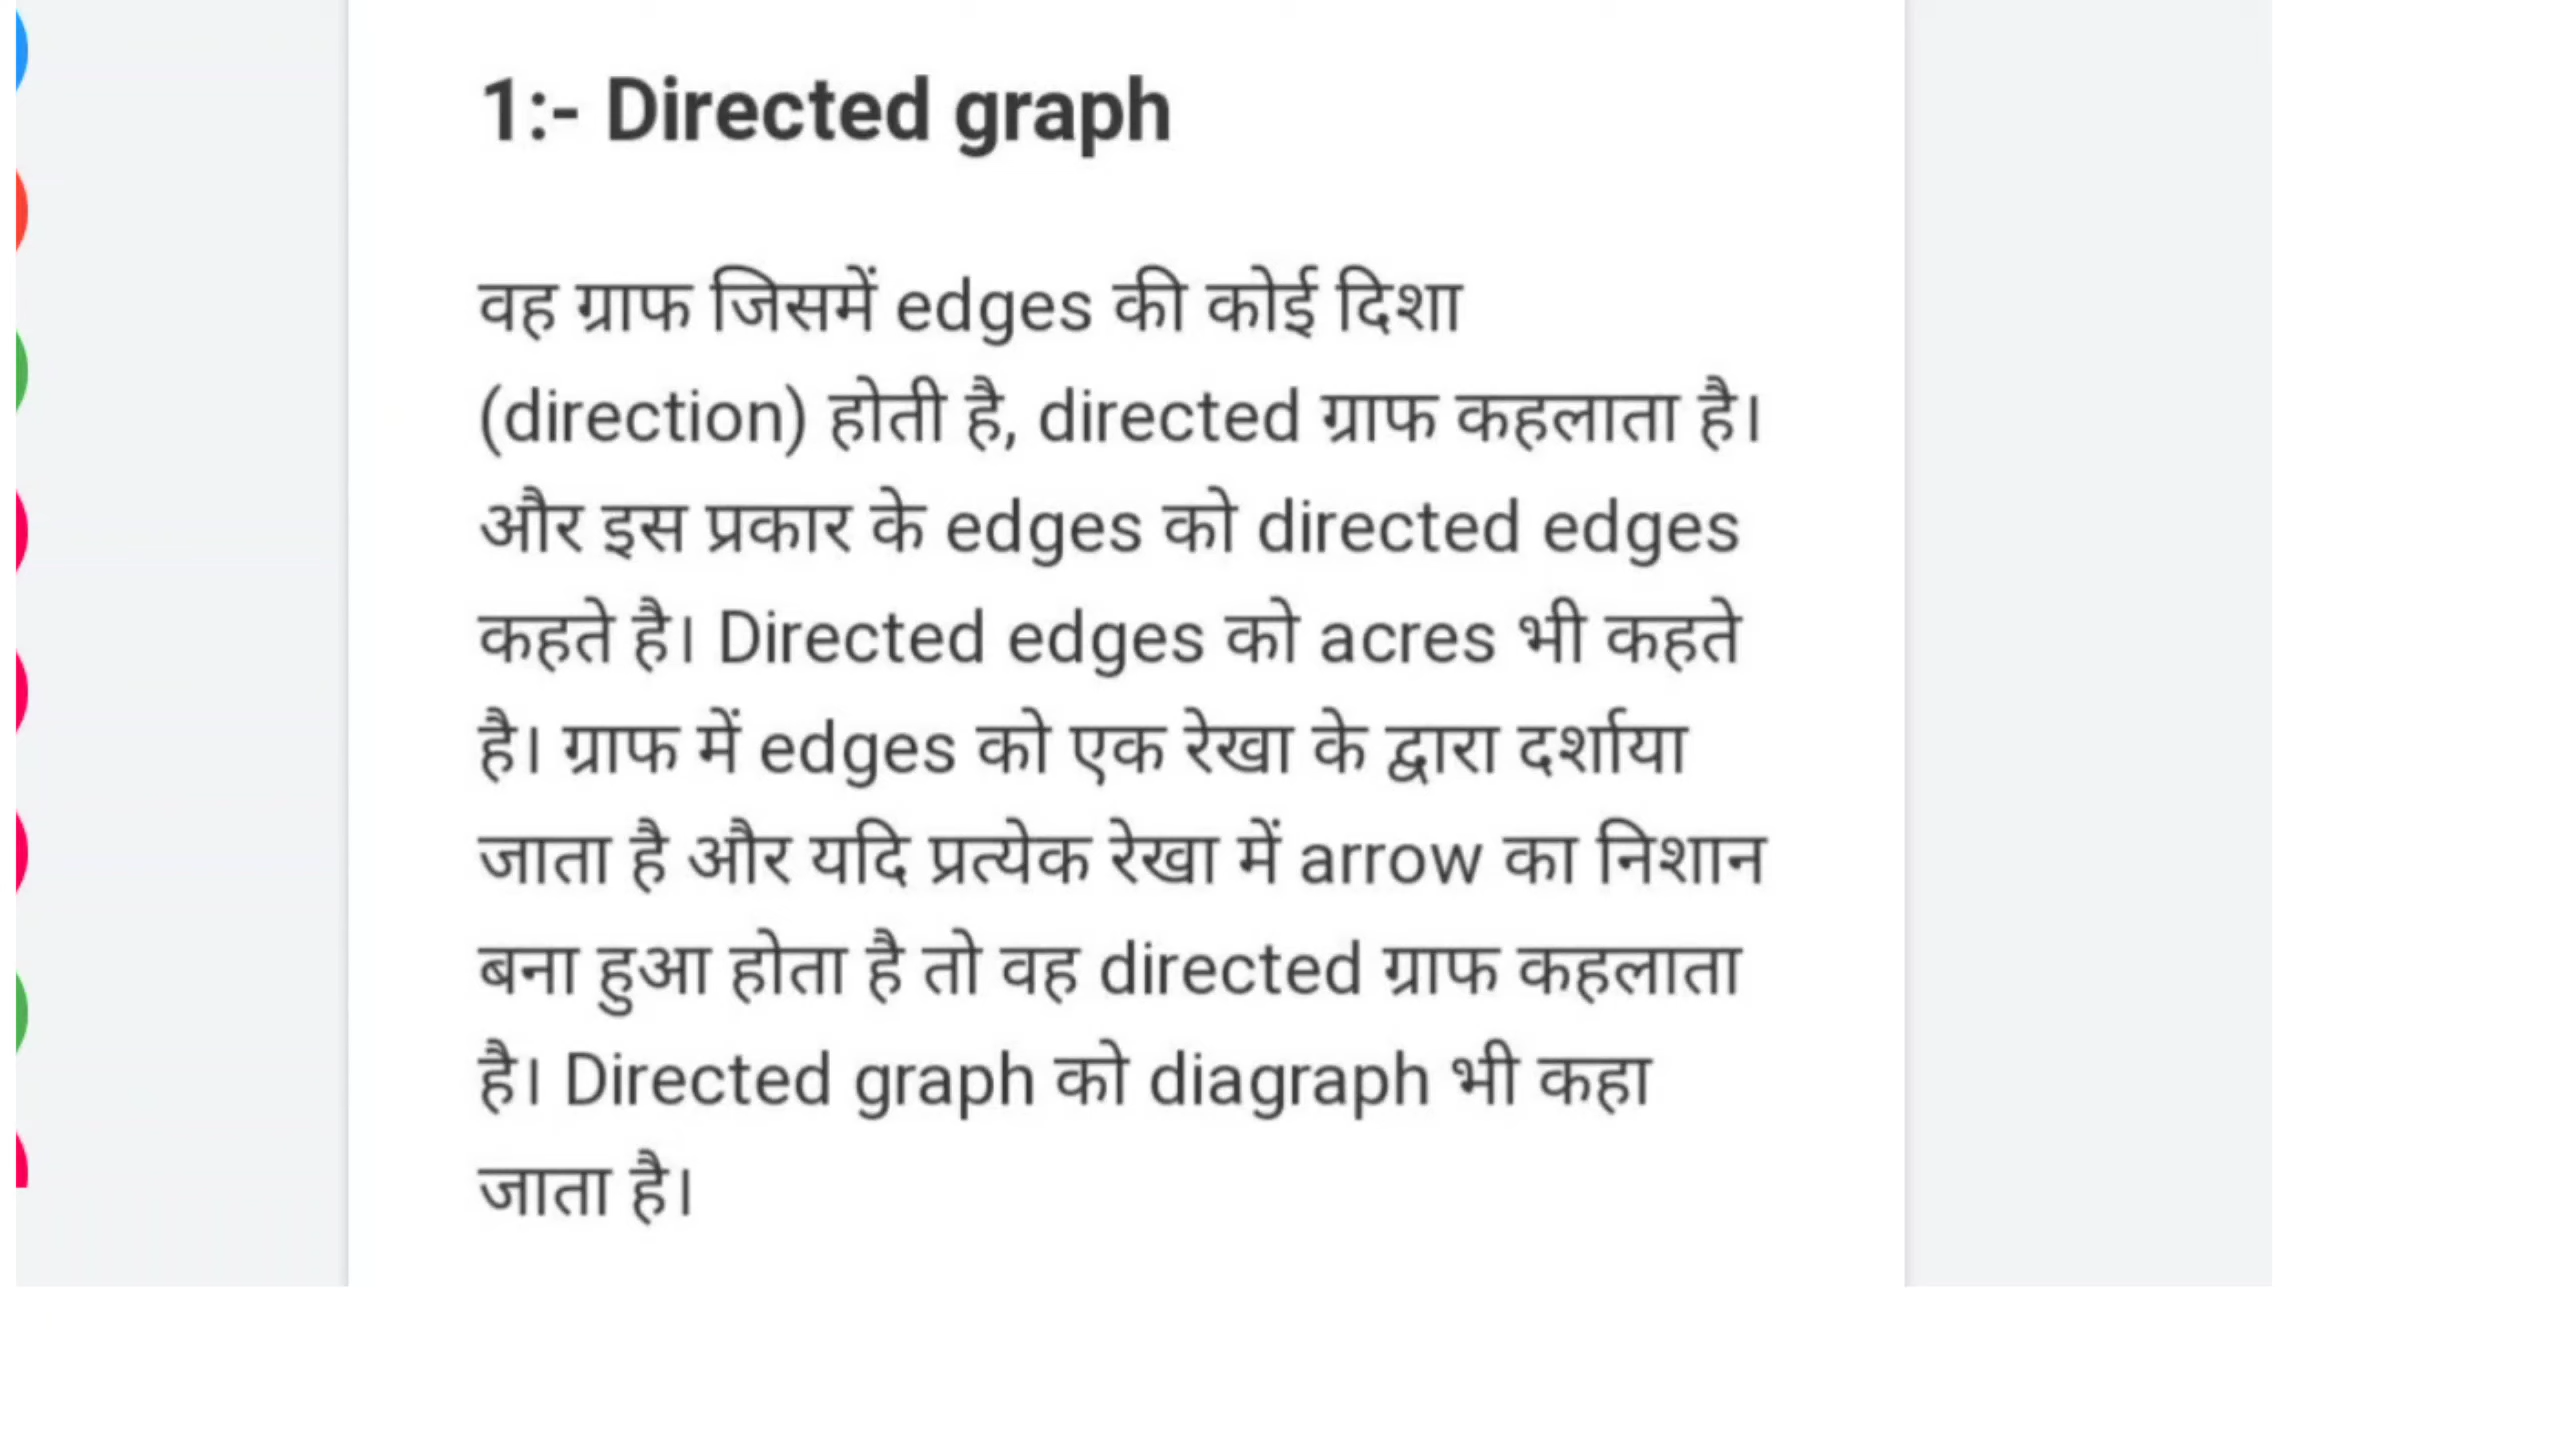 1:- Directed graph
वह ग्राफ जिसमें edges की कोई दिशा
(direction) होती है, directed ग्राफ कहलाता है।
और इस प्रकार के edges को directed edges
कहते है। Directed edges को acres भी कहते
है। ग्राफ में edges को एक रेखा के द्वारा दर्शाया
जाता है और यदि प्रत्येक रेखा में arrow का निशान
बना हुआ होता है तो वह directed ग्राफ कहलाता
है। Directed graph को diagraph भी कहा
जाता है।